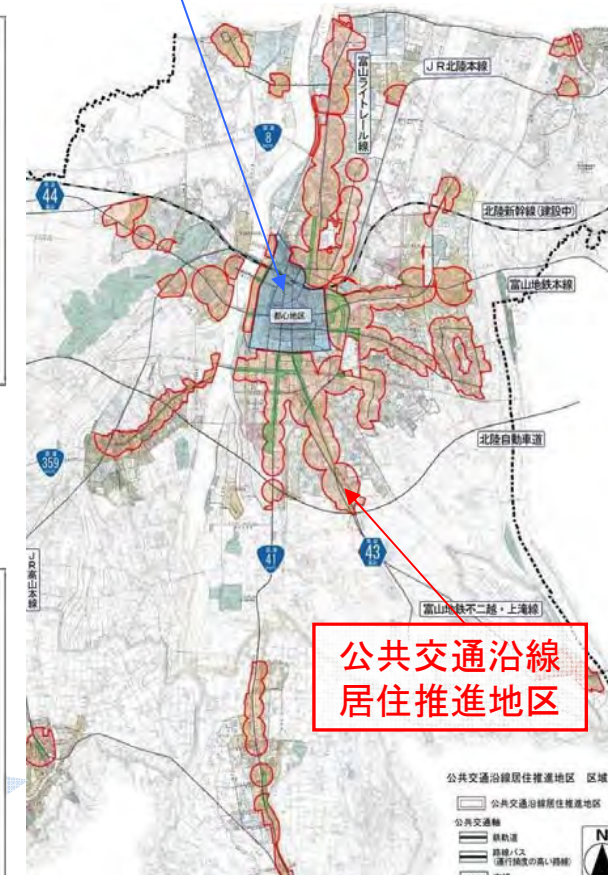 JR北陸本線
富山ライトレール線
8
44
北陸新幹線(建設中)
富山地鉄本線
都心地区
北陸自動車道
359
JR高山本線
41
43
富山地鉄不二越・上滝線
公共交通沿線
居住推進地区
公共交通沿線居住推進地区 区域
公共交通沿線居住推進地区
公共交通軸
鉄軌道
路線バス
(運行頻度の高い路線)
N